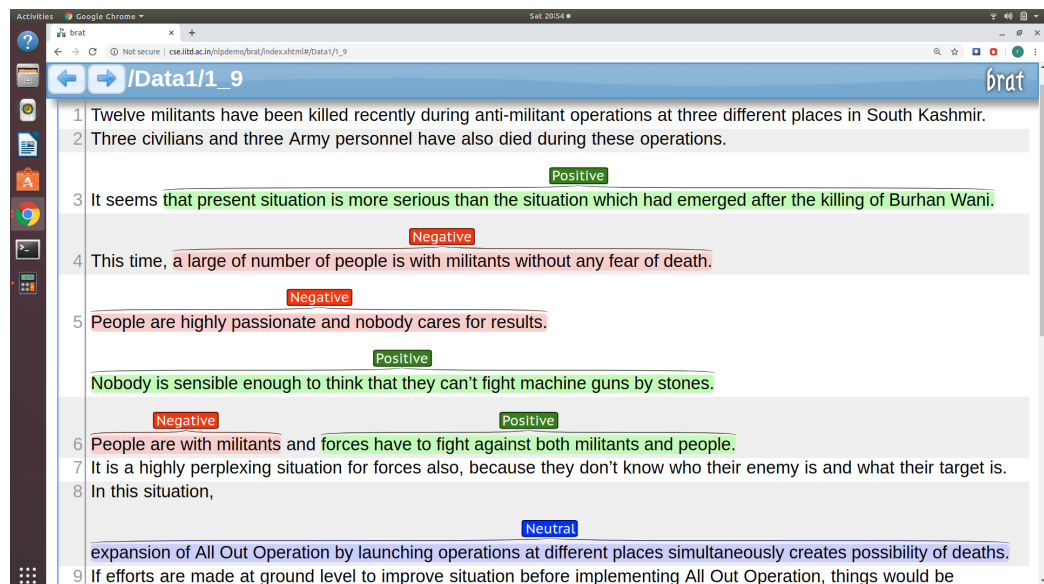 Activities Google Chrome Sat 20:54
brat
Not secure | cse.iitd.ac.in/nlpdemo/brat/index.xhtml#/Data1/1_9
/Data1/1_9 brat
1 Twelve militants have been killed recently during anti-militant operations at three different places in South Kashmir.
2 Three civilians and three Army personnel have also died during these operations.
Positive
3 It seems that present situation is more serious than the situation which had emerged after the killing of Burhan Wani.
Negative
4 This time, a large of number of people is with militants without any fear of death.
Negative
5 People are highly passionate and nobody cares for results.
Positive
Nobody is sensible enough to think that they can't fight machine guns by stones.
Negative Positive
6 People are with militants and forces have to fight against both militants and people.
7 It is a highly perplexing situation for forces also, because they don't know who their enemy is and what their target is.
8 In this situation,
Neutral
expansion of All Out Operation by launching operations at different places simultaneously creates possibility of deaths.
9 If efforts are made at ground level to improve situation before implementing All Out Operation, things would be